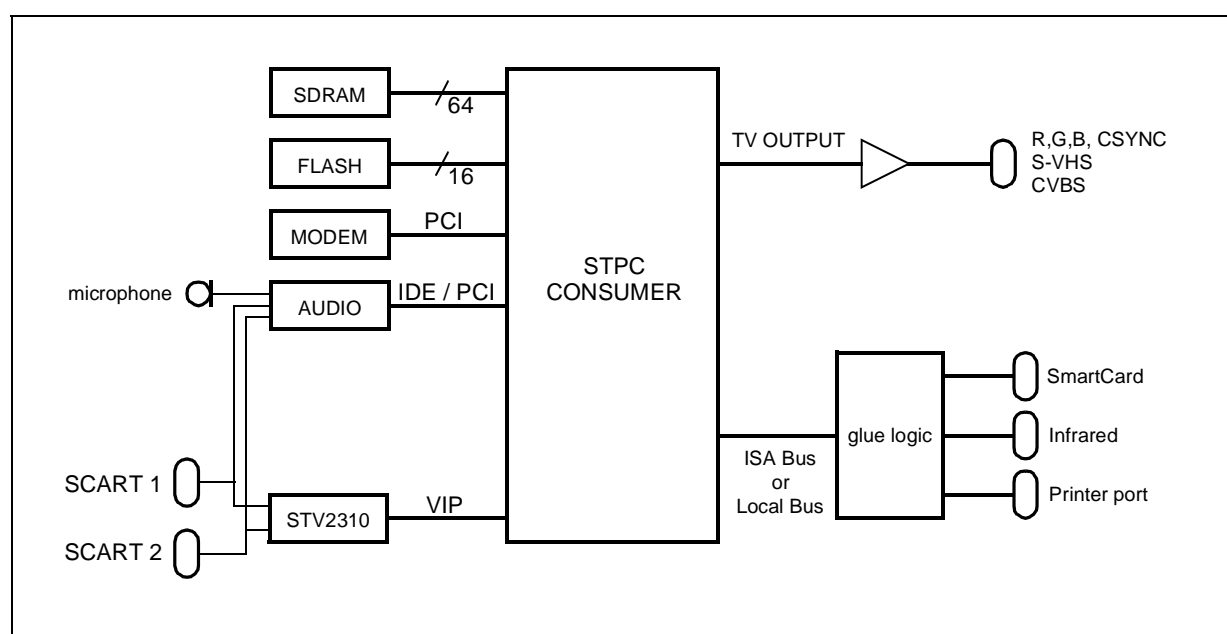 SDRAM
64
FLASH
16
MODEM
PCI
microphone
AUDIO
IDE / PCI
SCART 1
SCART 2
STV2310
VIP
STPC
CONSUMER
TV OUTPUT
R,G,B, CSYNC
S-VHS
CVBS
ISA Bus
or
Local Bus
glue logic
SmartCard
Infrared
Printer port